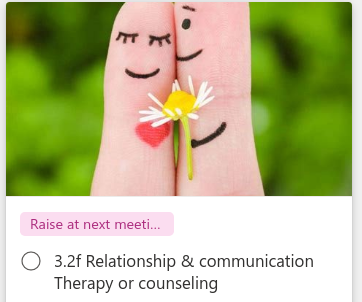 Raise at next meeti...
3.2f Relationship & communication
Therapy or counseling